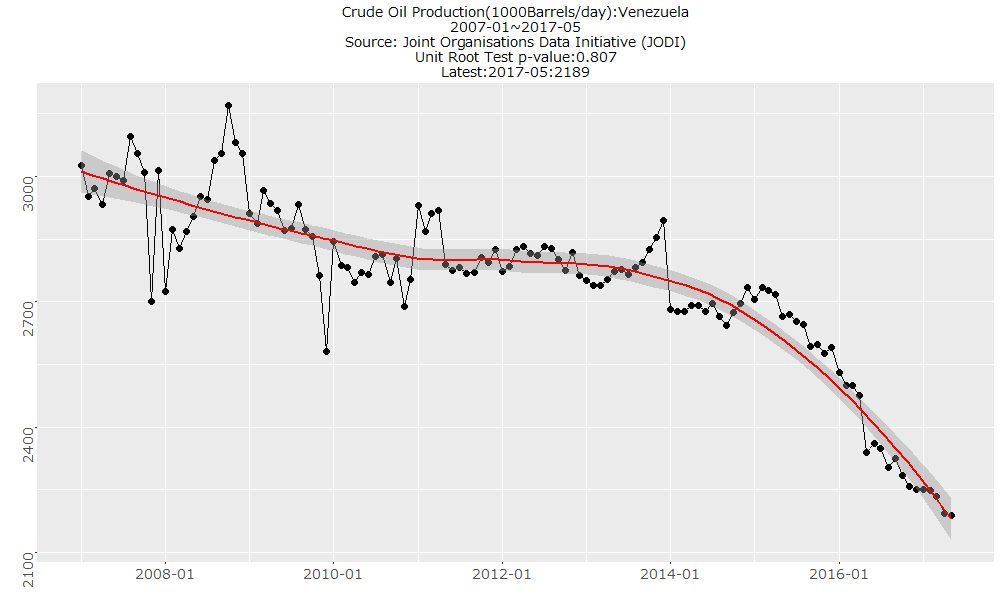 Crude Oil Production(1000Barrels/day):Venezuela
2007-01~2017-05
Source: Joint Organisations Data Initiative (JODI)
Unit Root Test p-value:0.807
Latest:2017-05:2189
3000
2700
2400
2100
2008-01
2010-01
2012-01
2014-01
2016-01